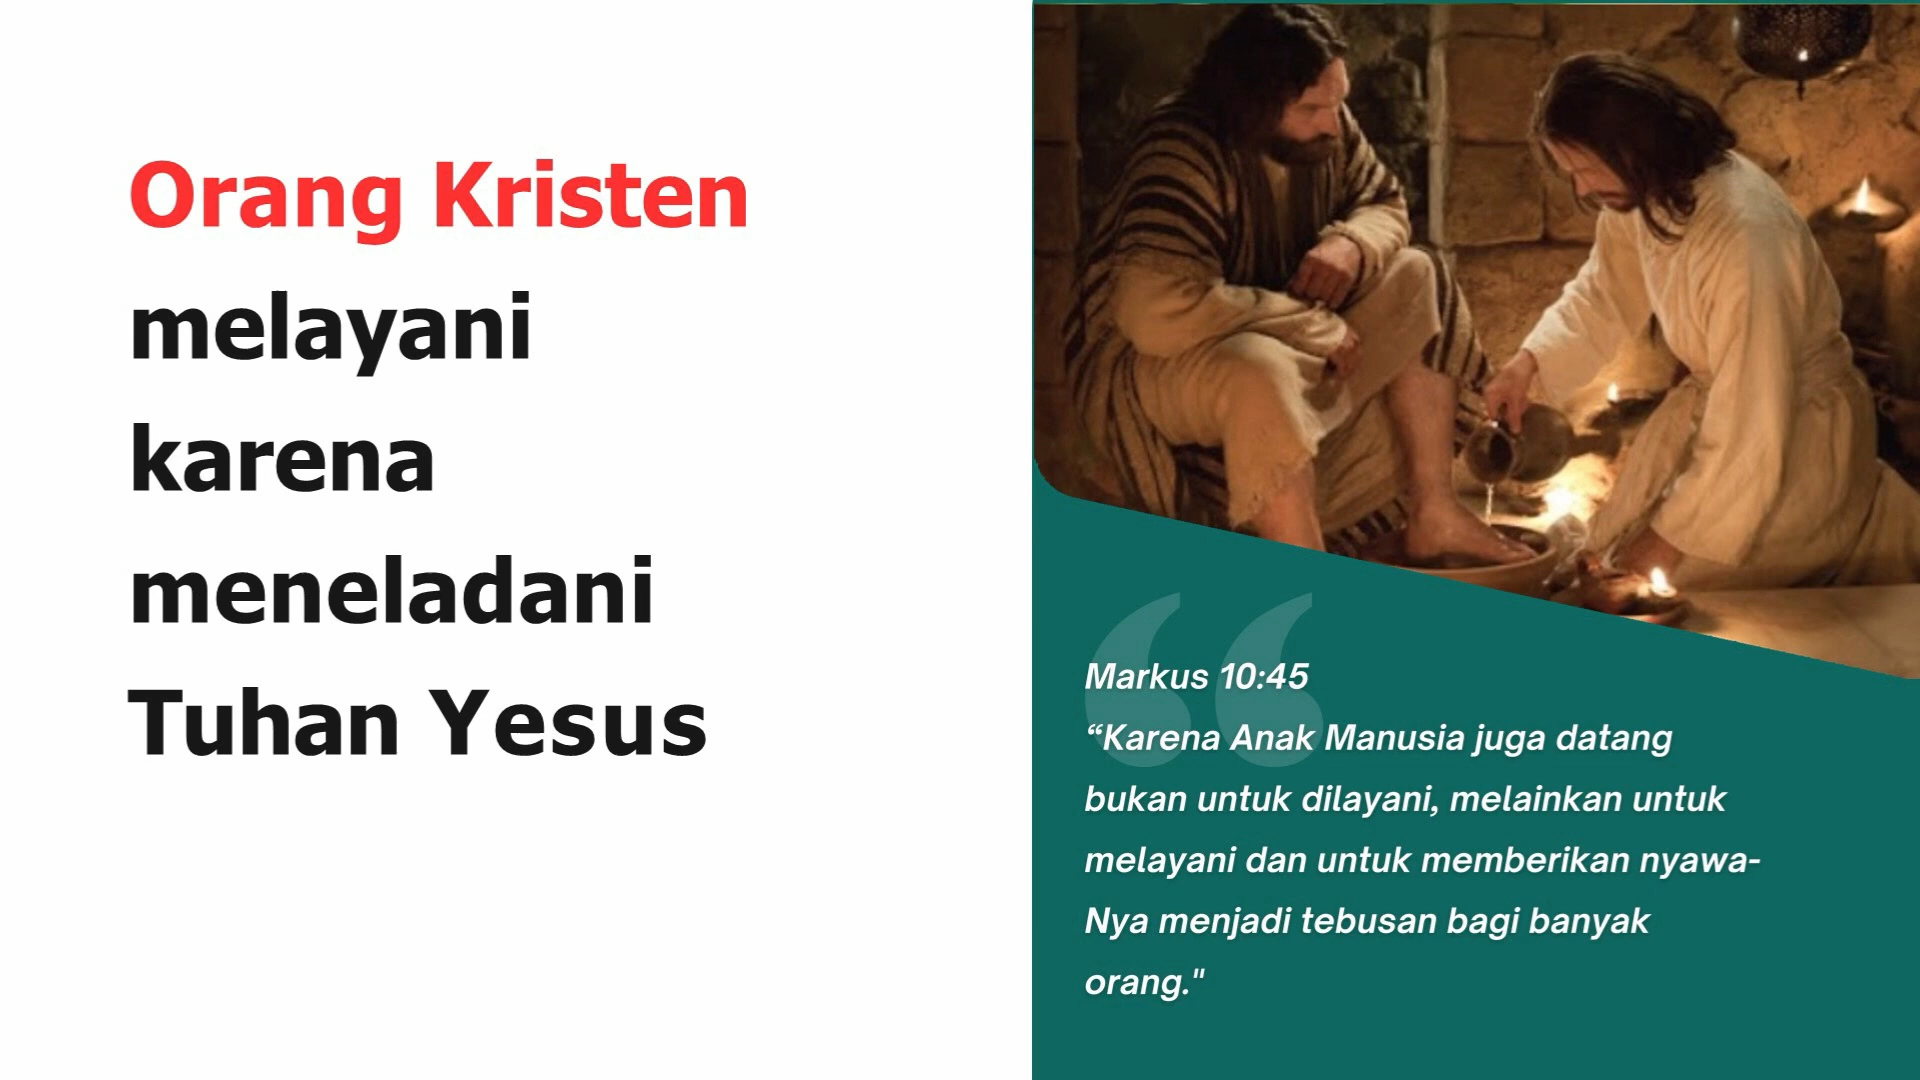 Orang Kristen
melayani
karena
meneladani
Tuhan Yesus
Markus 10:45
“Karena Anak Manusia juga datang
bukan untuk dilayani, melainkan untuk
melayani dan untuk memberikan nyawa-
Nya menjadi tebusan bagi banyak
orang."